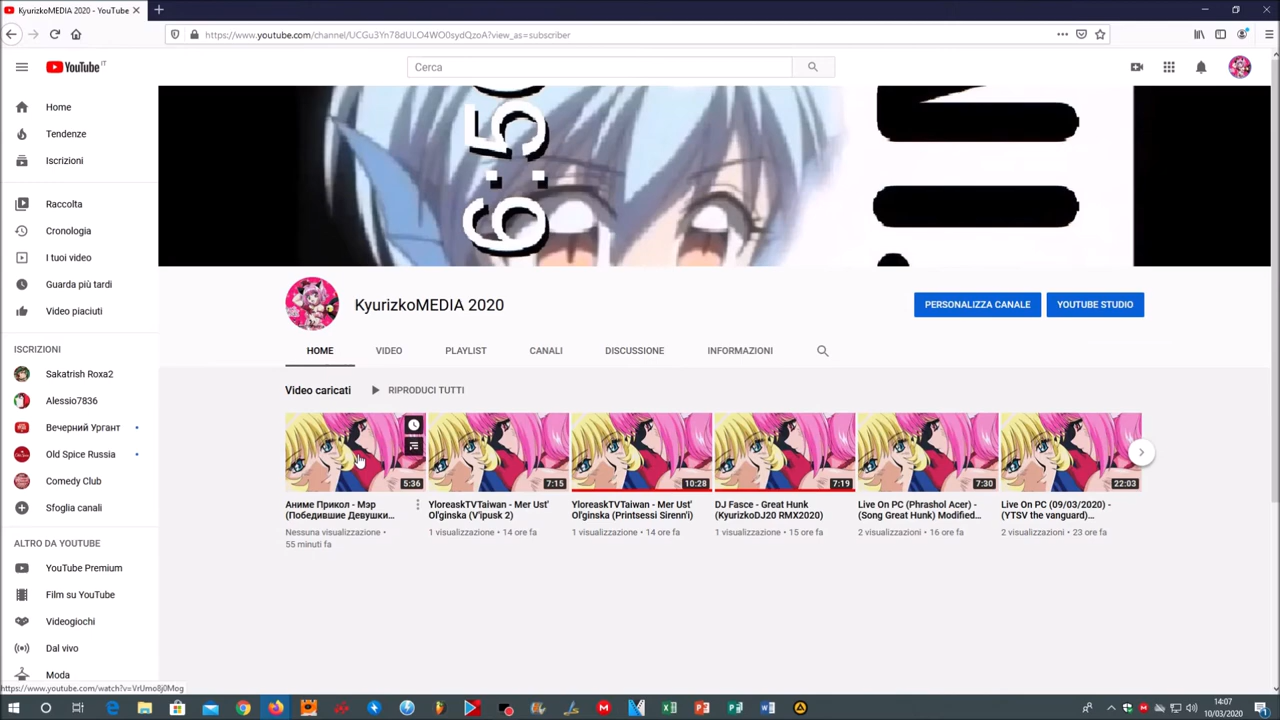 KyurizkoMEDIA 2020 - YouTube
https://www.youtube.com/channel/UCGu3Yn78dULO4WO0sydQzoA?view_as=subscriber
YouTube IT
Cerca
Home
Tendenze
Iscrizioni
Raccolta
Cronologia
I tuoi video
Guarda più tardi
Video piaciuti
ISCRIZIONI
Sakatrish Roxa2
Alessio7836
Вечерний Ургант
Old Spice Russia
Comedy Club
Sfoglia canali
ALTRO DA YOUTUBE
YouTube Premium
Film su YouTube
Videogiochi
Dal vivo
Moda
KyurizkoMEDIA 2020
PERSONALIZZA CANALE
YOUTUBE STUDIO
HOME
VIDEO
PLAYLIST
CANALI
DISCUSSIONE
INFORMAZIONI
Video caricati
RIPRODUCI TUTTI
5:36
Аниме Прикол - Мэр
(Победившие Девушки...
Nessuna visualizzazione •
55 minuti fa
7:15
YloreaskTVTaiwan - Mer Ust'
Ol'ginska (V'ipusk 2)
1 visualizzazione • 14 ore fa
10:28
YloreaskTVTaiwan - Mer Ust'
Ol'ginska (Printsessi Sirenn'i)
1 visualizzazione • 14 ore fa
7:19
DJ Fasce - Great Hunk
(KyurizkoDJ20 RMX2020)
1 visualizzazione • 15 ore fa
7:30
Live On PC (Phrashol Acer) -
(Song Great Hunk) Modified...
2 visualizzazioni • 16 ore fa
22:03
Live On PC (09/03/2020) -
(YTSV the vanguard)...
2 visualizzazioni • 23 ore fa
https://www.youtube.com/watch?v=VrUmo8j0Mog
14:07
10/03/2020